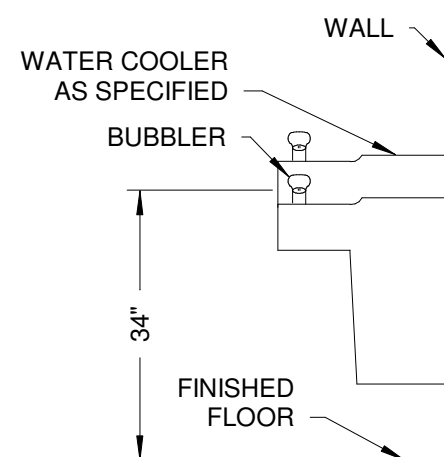 WALL
WATER COOLER
AS SPECIFIED
BUBBLER
34"
FINISHED
FLOOR